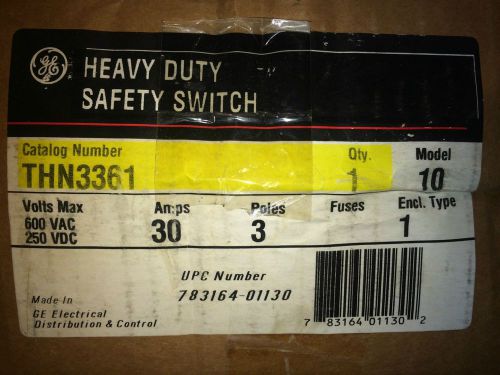 GE
HEAVY DUTY
SAFETY SWITCH
Catalog Number Qty. Model
THN3361 1 10
Volts Max Amps Poles Fuses Encl. Type
600 VAC
250 VDC 30 3 1
UPC Number
783164-01130
Made In
GE Electrical
Distribution & Control
7 83164 01130 2